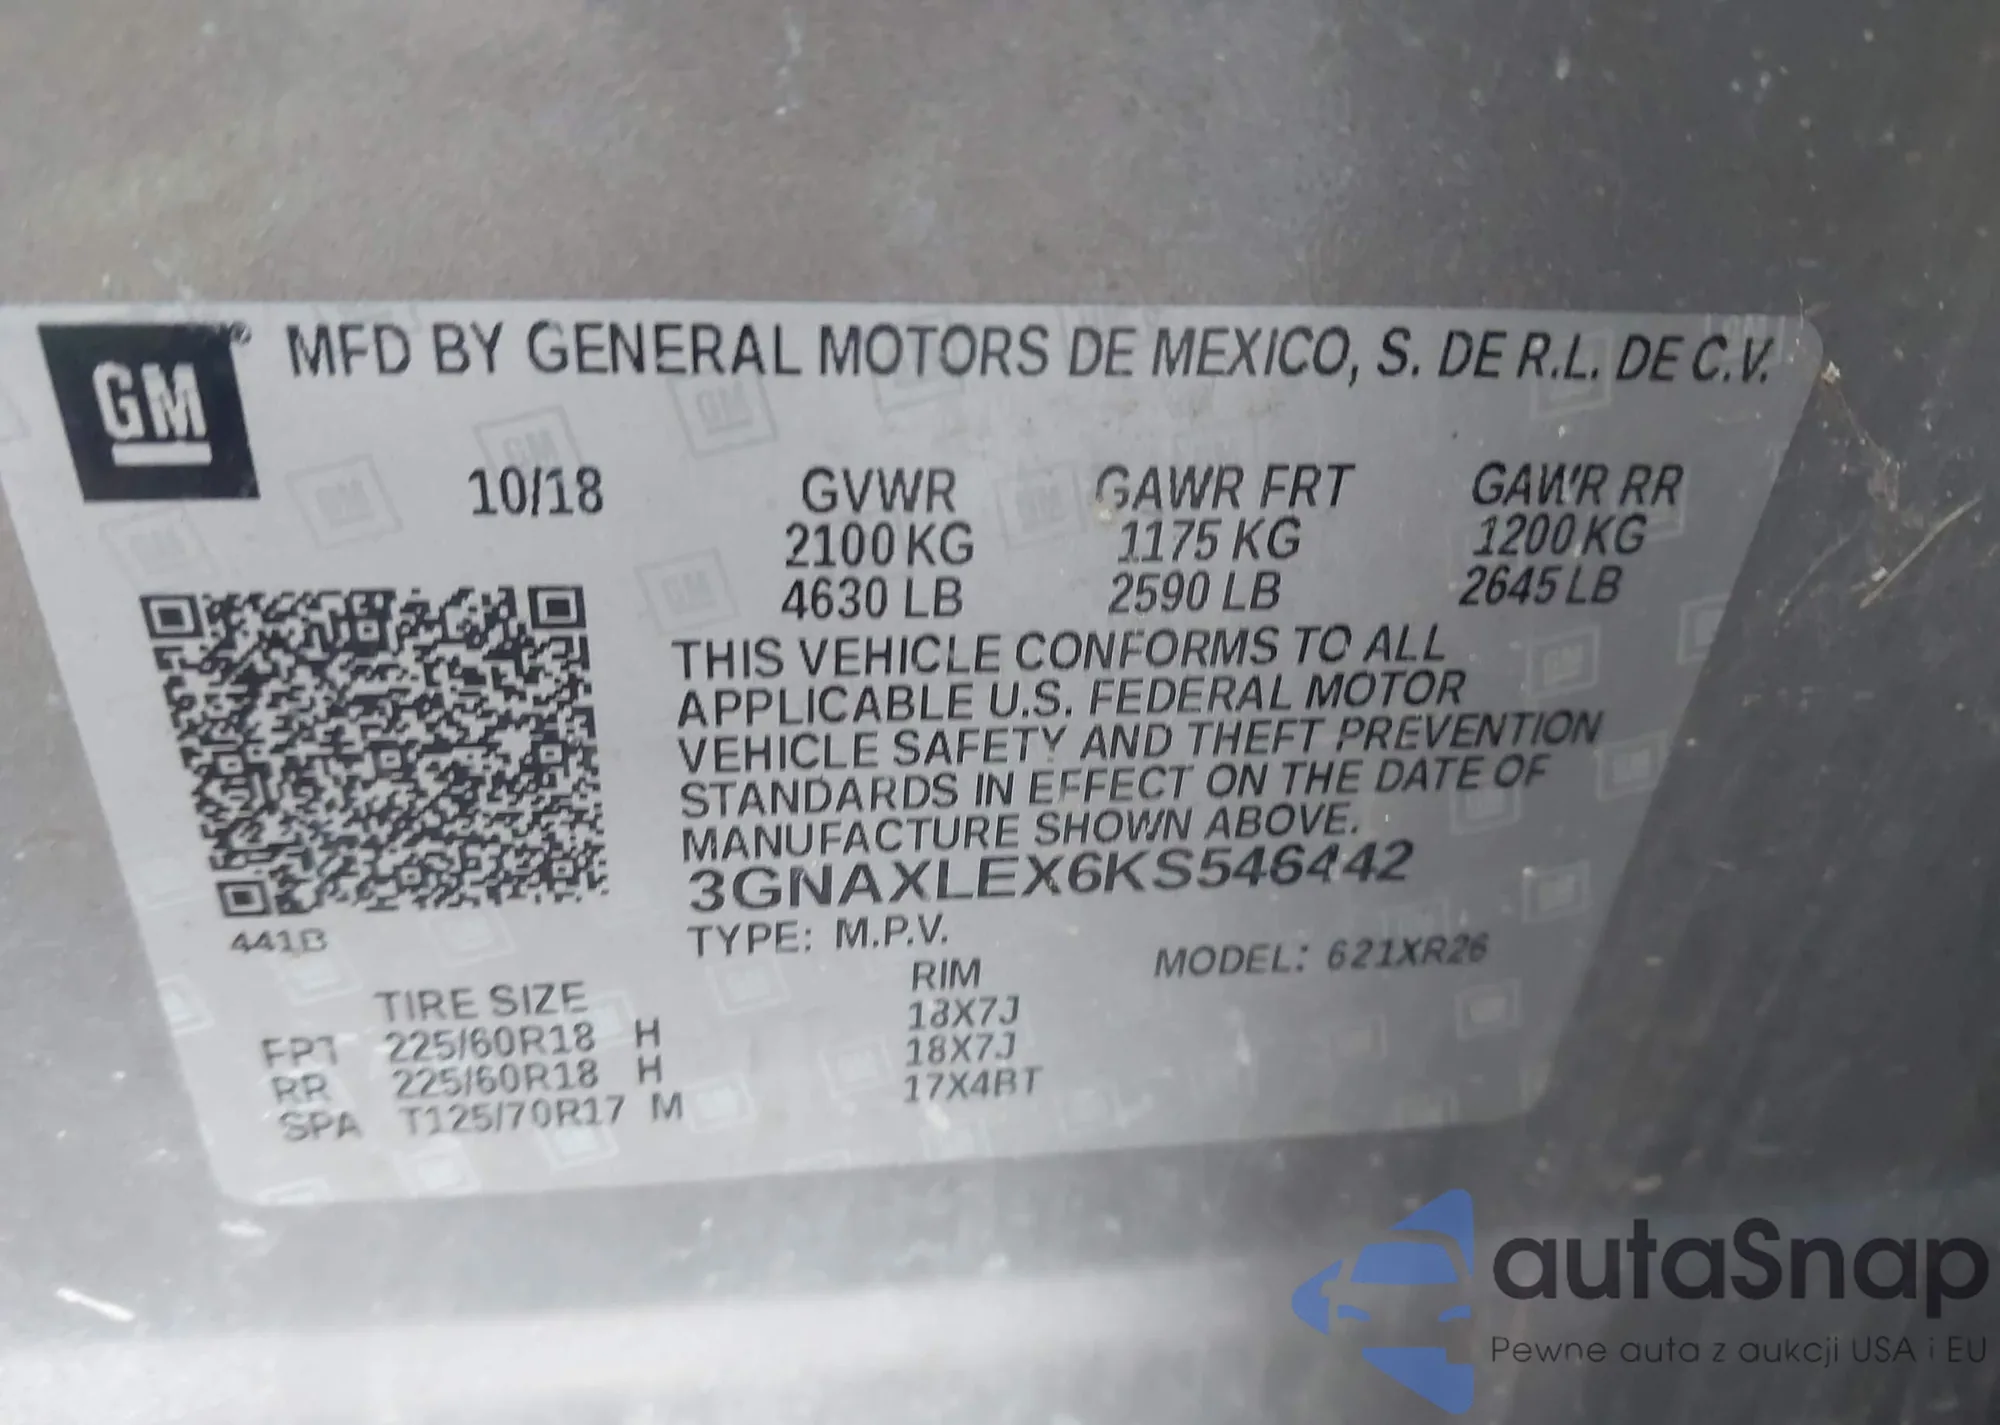 GM
MFD BY GENERAL MOTORS DE MEXICO, S. DE R.L. DE C.V.
10/18 GVWR GAWR FRT GAWR RR
2100 KG 1175 KG 1200 KG
4630 LB 2590 LB 2645 LB
THIS VEHICLE CONFORMS TO ALL
APPLICABLE U.S. FEDERAL MOTOR
VEHICLE SAFETY AND THEFT PREVENTION
STANDARDS IN EFFECT ON THE DATE OF
MANUFACTURE SHOWN ABOVE.
3GNAXLEX6KS546442
441B
TYPE: M.P.V. MODEL: 621XR26
TIRE SIZE RIM
FRT 225/60R18 H 18X7J
RR 225/60R18 H 18X7J
SPA T125/70R17 M 17X4BT
autaSnap
Pewne auta z aukcji USA i EU